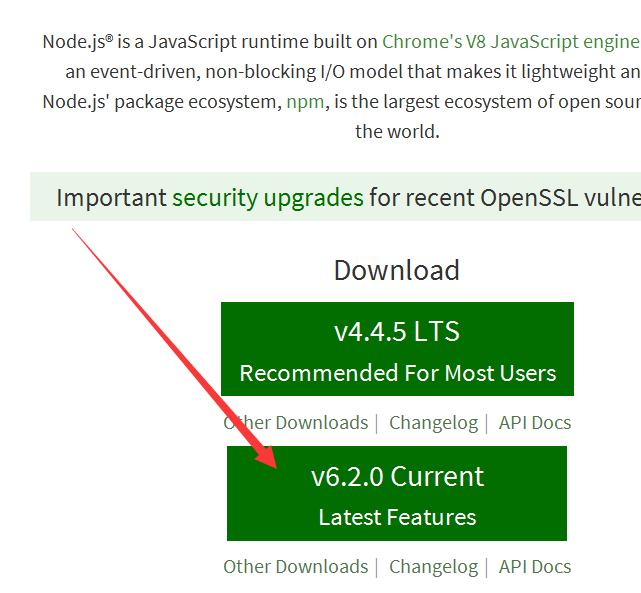 Node.js® is a JavaScript runtime built on Chrome's V8 JavaScript engine
an event-driven, non-blocking I/O model that makes it lightweight an
Node.js' package ecosystem, npm, is the largest ecosystem of open sour
the world.
Important security upgrades for recent OpenSSL vulne
Download
v4.4.5 LTS
Recommended For Most Users
Other Downloads | Changelog | API Docs
v6.2.0 Current
Latest Features
Other Downloads | Changelog | API Docs